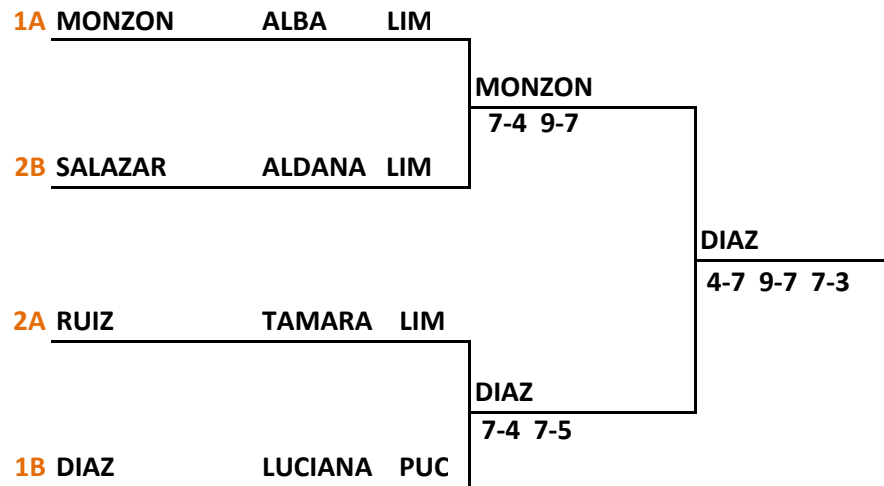 1A MONZON ALBA LIM
MONZON
7-4 9-7
2B SALAZAR ALDANA LIM
DIAZ
4-7 9-7 7-3
2A RUIZ TAMARA LIM
DIAZ
7-4 7-5
1B DIAZ LUCIANA PUC